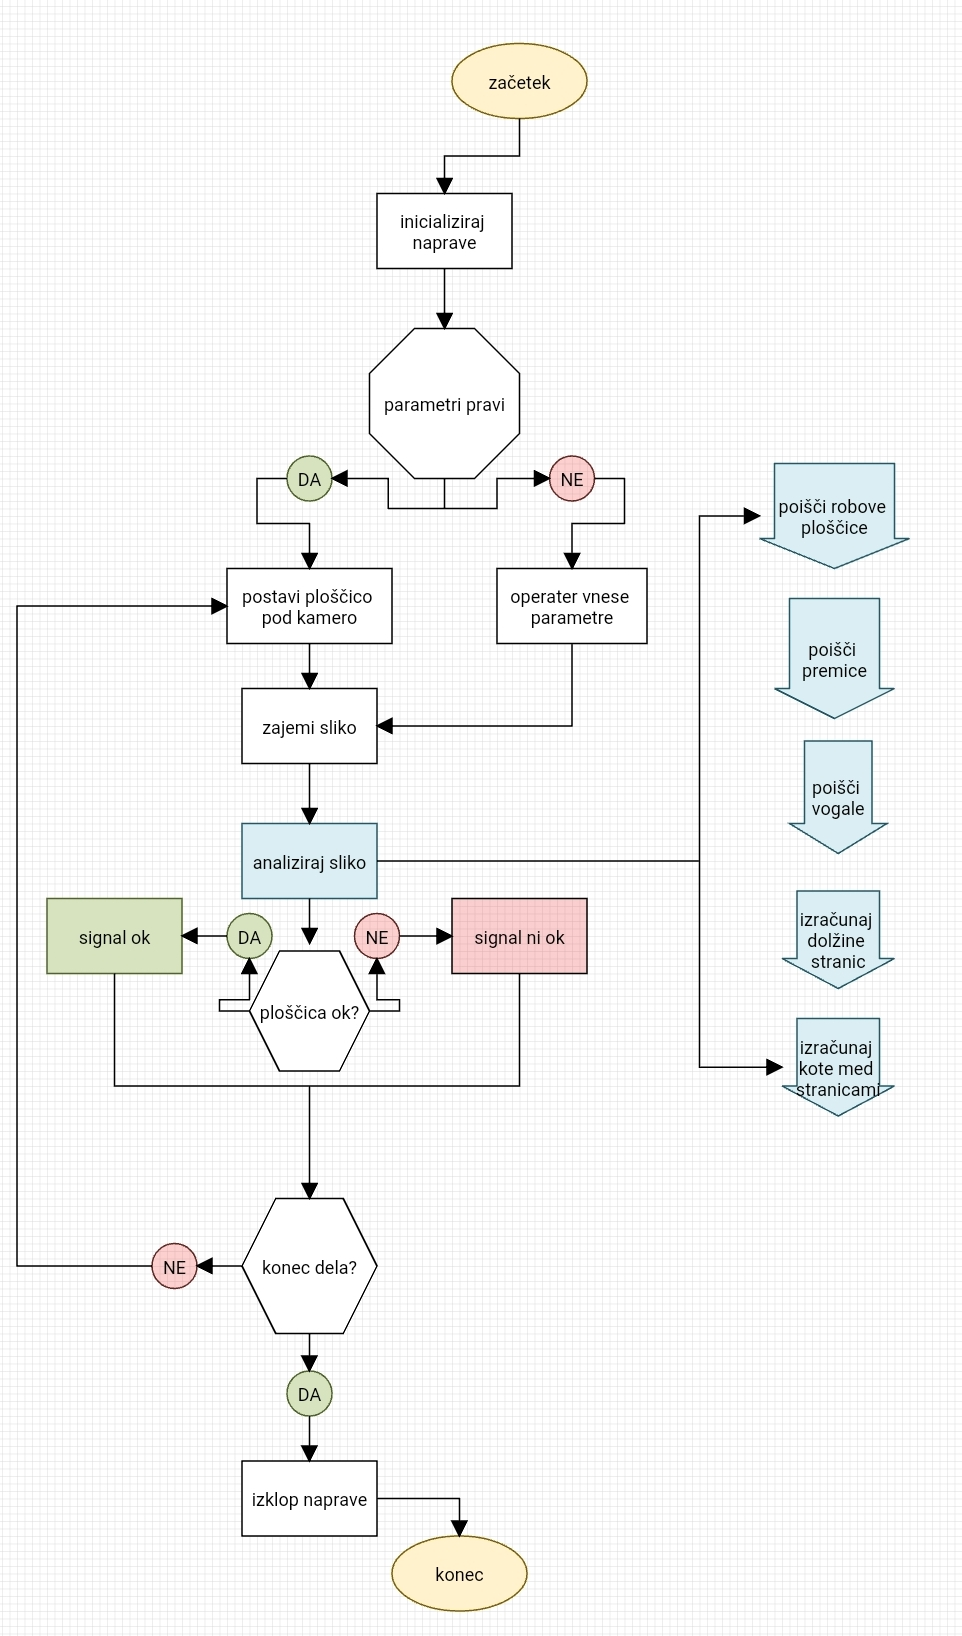 začetek
inicializiraj
naprave
parametri pravi
DA
NE
postavi ploščico
pod kamero
operater vnese
parametre
zajemi sliko
analiziraj sliko
signal ok
DA
NE
signal ni ok
ploščica ok?
konec dela?
NE
DA
izklop naprave
konec
poišči robove
ploščice
poišči
premice
poišči
vogale
izračunaj
dolžine
stranic
izračunaj
kote med
stranicami